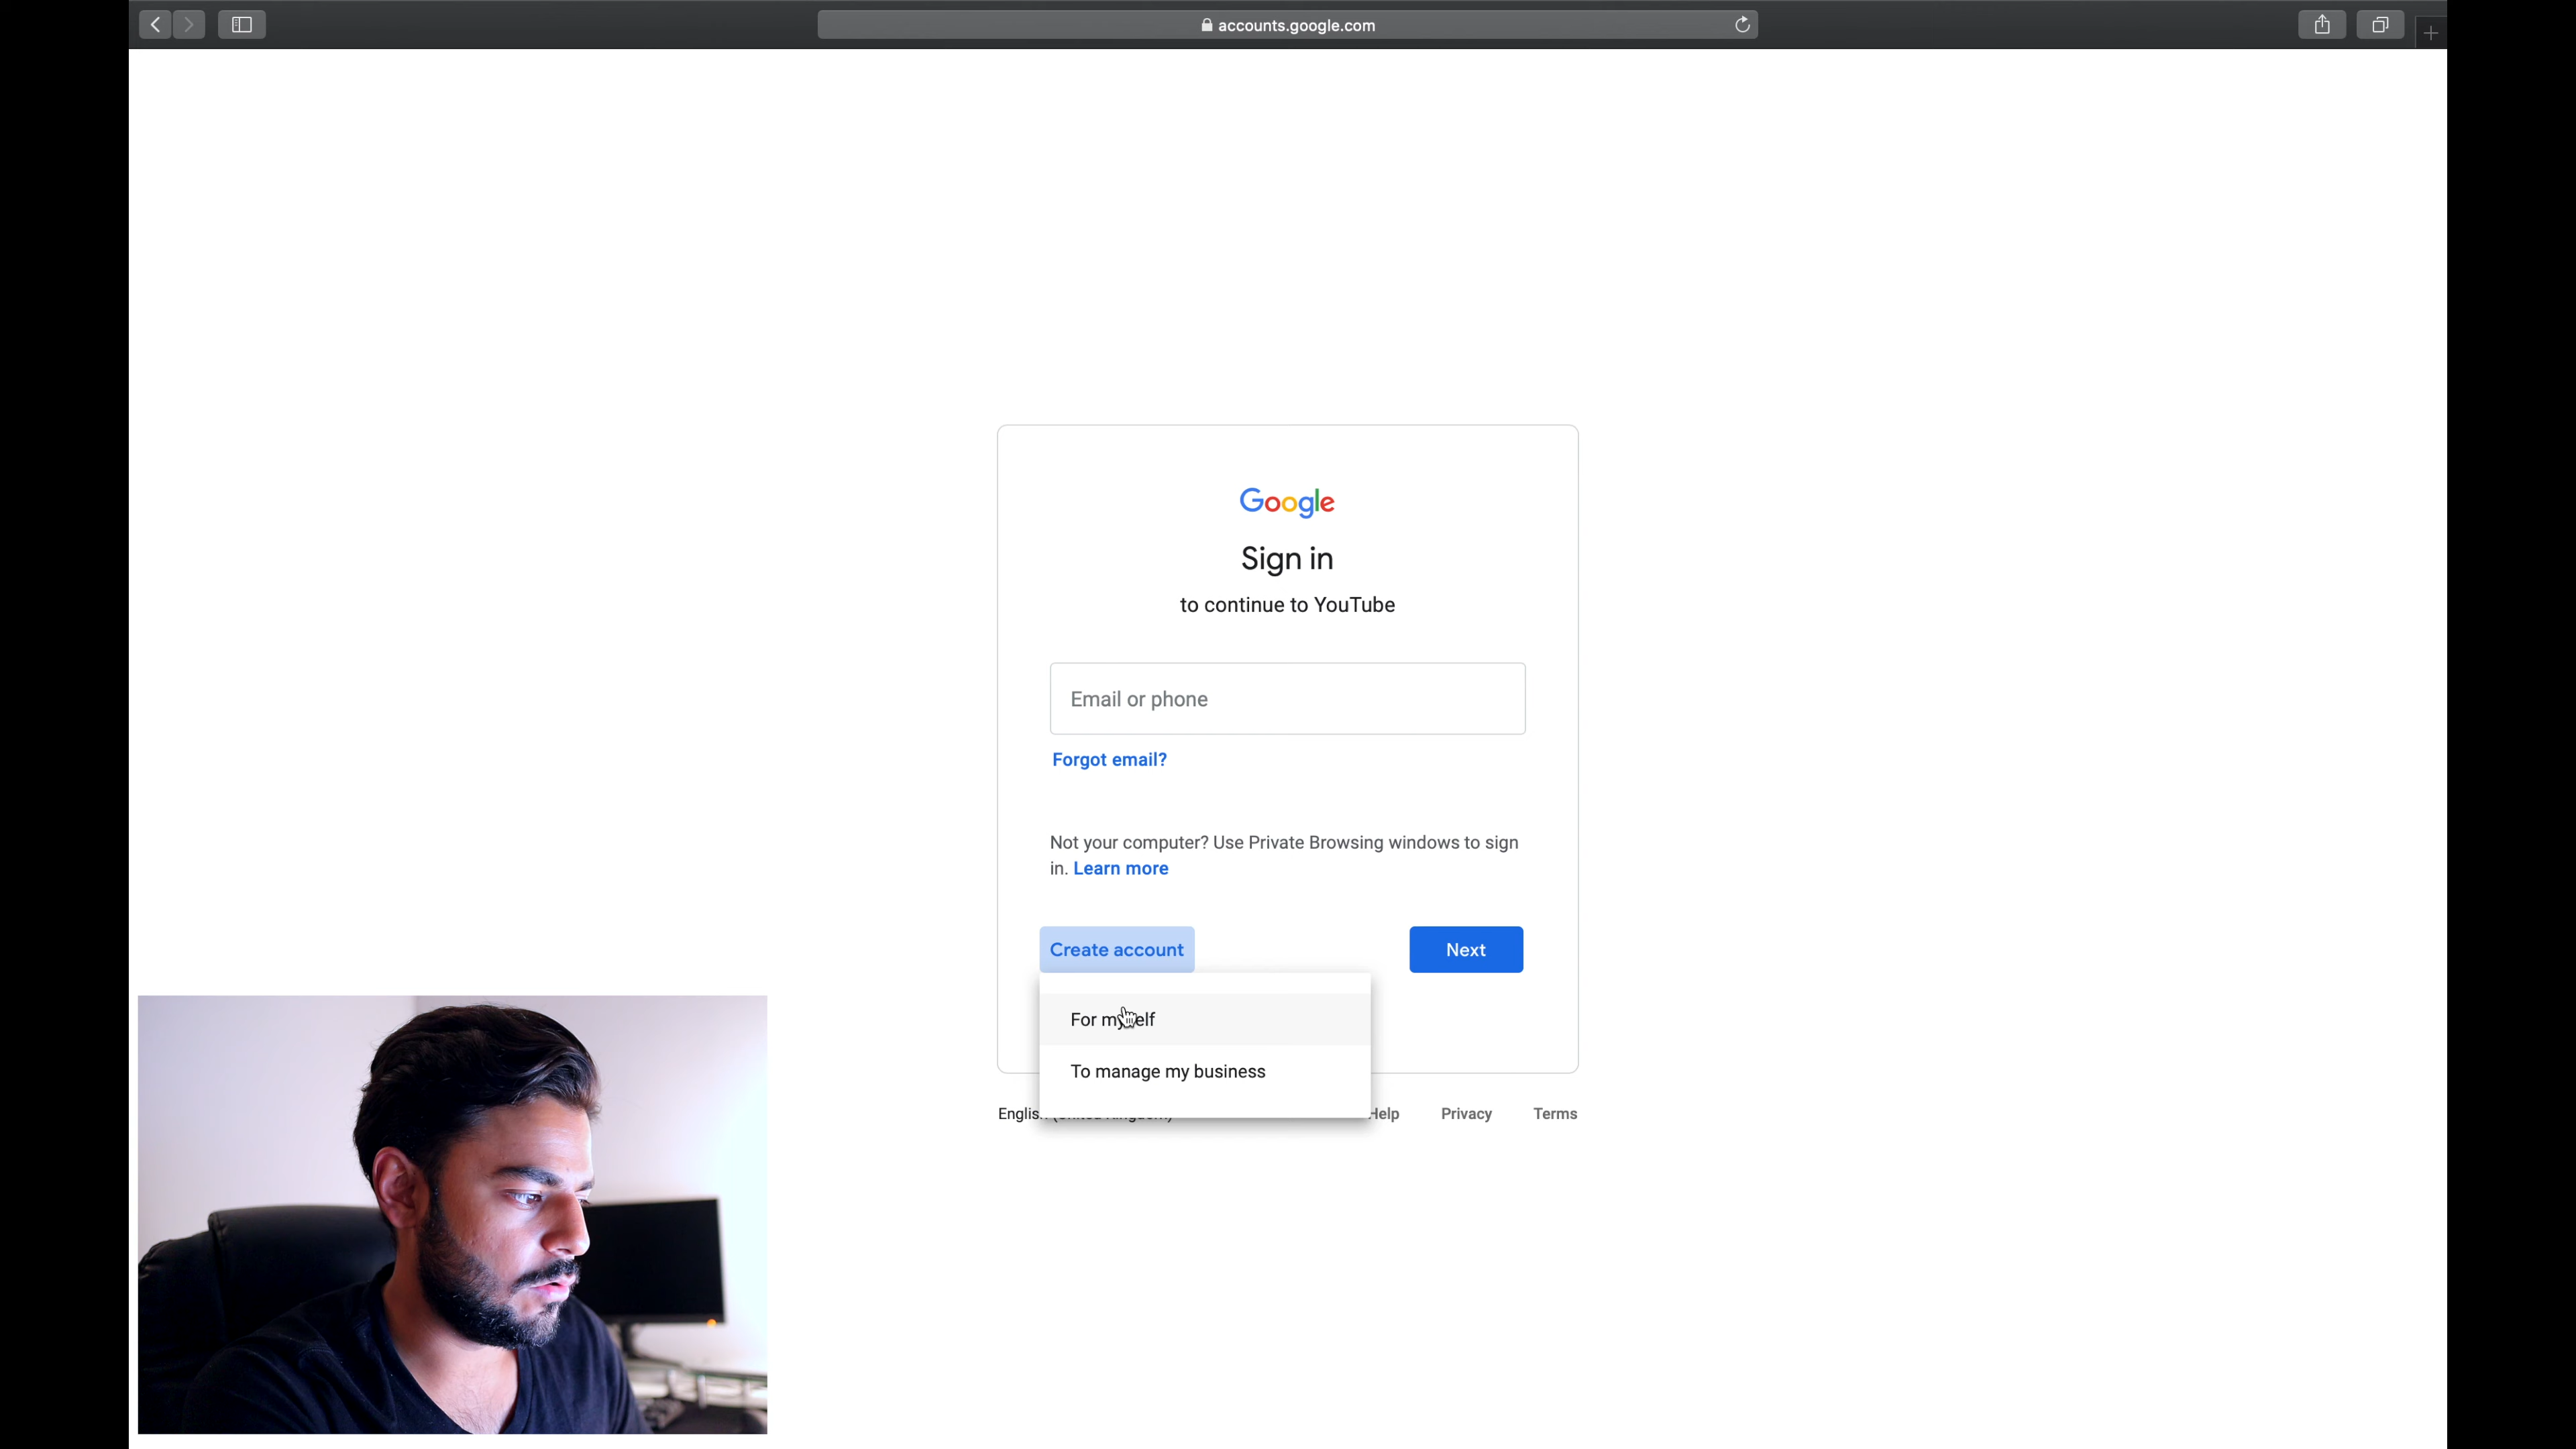 accounts.google.com
Google
Sign in
to continue to YouTube
Email or phone
Forgot email?
Not your computer? Use Private Browsing windows to sign
in. Learn more
Create account
Next
For myself
To manage my business
Privacy
Terms